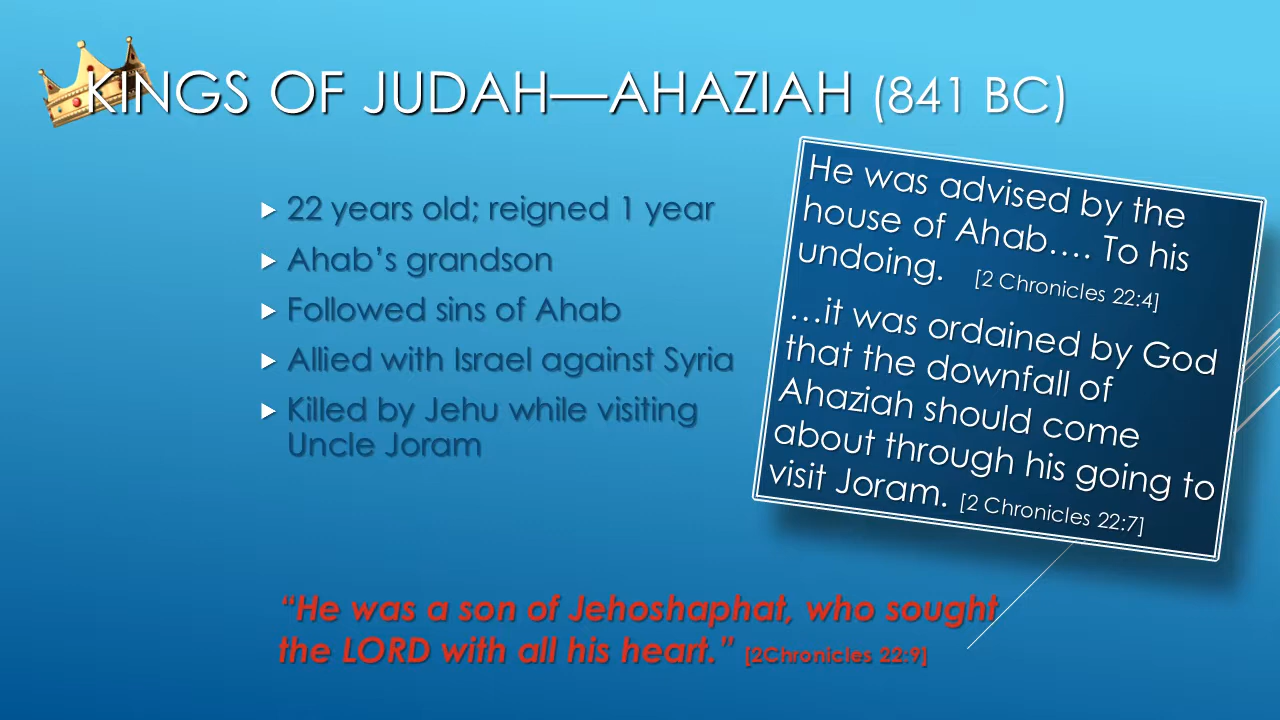 KINGS OF JUDAH—AHAZIAH (841 BC)
22 years old; reigned 1 year
Ahab’s grandson
Followed sins of Ahab
Allied with Israel against Syria
Killed by Jehu while visiting
Uncle Joram
He was advised by the
house of Ahab…. To his
undoing. [2 Chronicles 22:4]
…it was ordained by God
that the downfall of
Ahaziah should come
about through his going to
visit Joram. [2 Chronicles 22:7]
“He was a son of Jehoshaphat, who sought
the LORD with all his heart.” [2Chronicles 22:9]